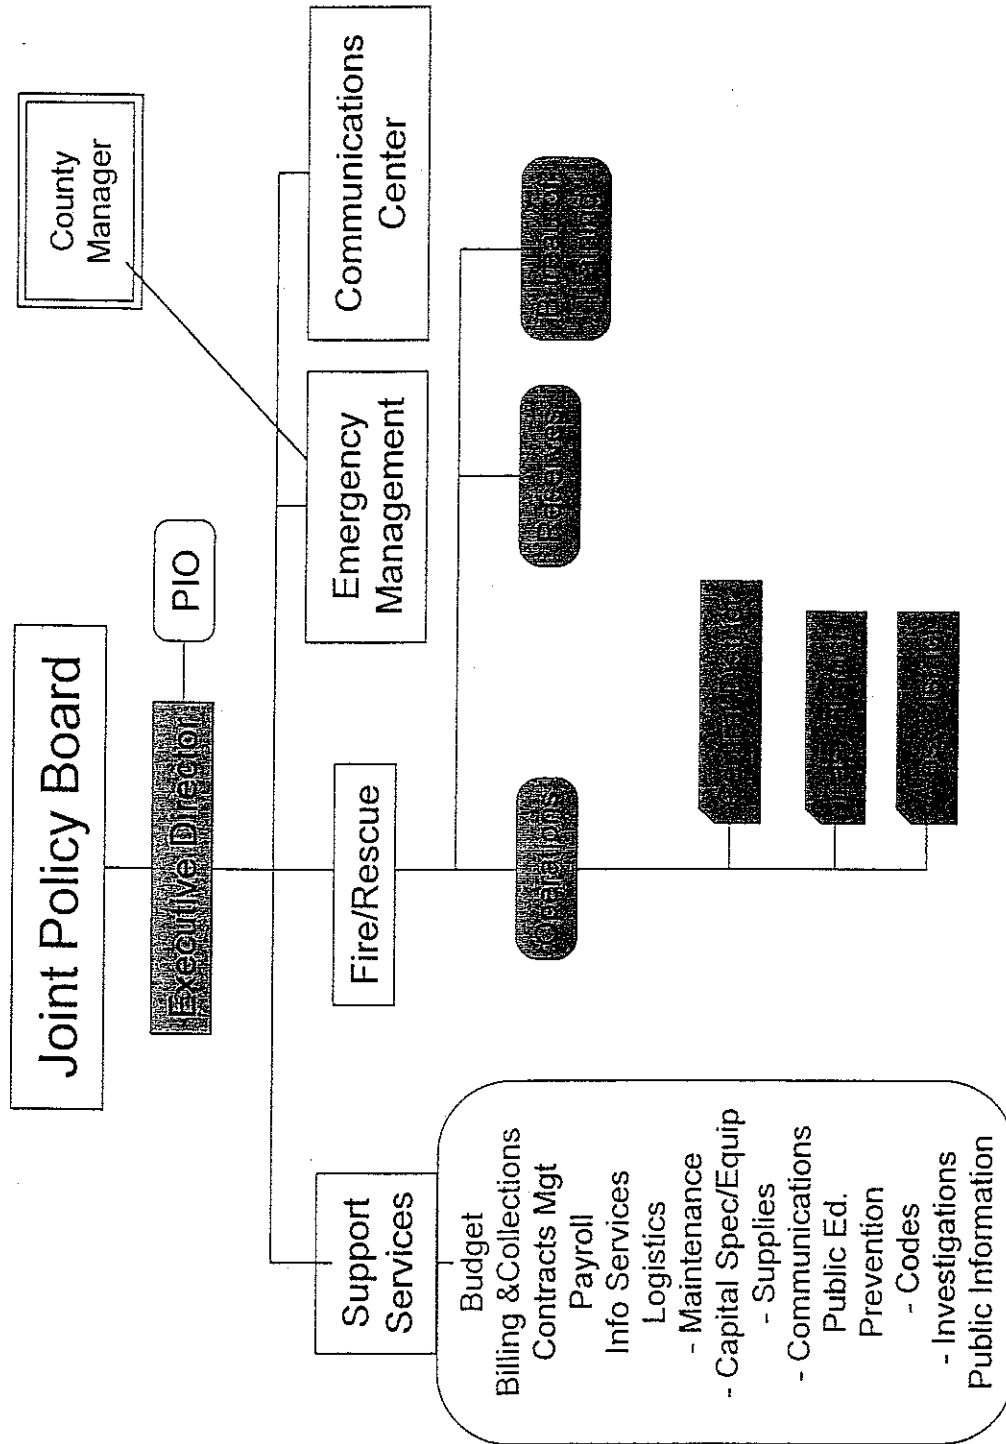 Joint Policy Board
Executive Director
PIO
County
Manager
Support
Services
Fire/Rescue
Emergency
Management
Communications
Center
Budget
Billing &Collections
Contracts Mgt
Payroll
Info Services
Logistics
- Maintenance
- Capital Spec/Equip
- Supplies
- Communications
Public Ed.
Prevention
- Codes
- Investigations
Public Information
Operations
Reserves